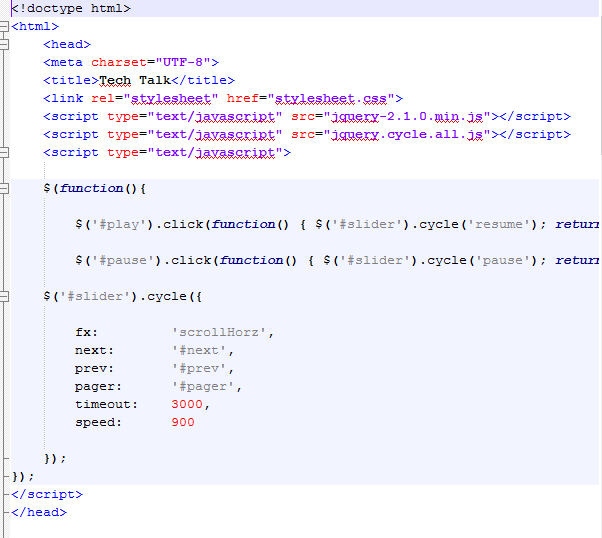 <!doctype html>
<html>
<head>
<meta charset="UTF-8">
<title>Tech Talk</title>
<link rel="stylesheet" href="stylesheet.css">
<script type="text/javascript" src="jquery-2.1.0.min.js"></script>
<script type="text/javascript" src="jquery.cycle.all.js"></script>
<script type="text/javascript">
$(function(){
$('#play').click(function() { $('#slider').cycle('resume'); return
$('#pause').click(function() { $('#slider').cycle('pause'); return
$('#slider').cycle({
fx: 'scrollHorz',
next: '#next',
prev: '#prev',
pager: '#pager',
timeout: 3000,
speed: 900
});
});
</script>
</head>